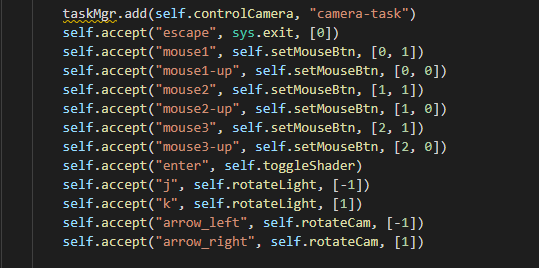 taskMgr.add(self.controlCamera, "camera-task")
self.accept("escape", sys.exit, [0])
self.accept("mouse1", self.setMouseBtn, [0, 1])
self.accept("mouse1-up", self.setMouseBtn, [0, 0])
self.accept("mouse2", self.setMouseBtn, [1, 1])
self.accept("mouse2-up", self.setMouseBtn, [1, 0])
self.accept("mouse3", self.setMouseBtn, [2, 1])
self.accept("mouse3-up", self.setMouseBtn, [2, 0])
self.accept("enter", self.toggleShader)
self.accept("j", self.rotateLight, [-1])
self.accept("k", self.rotateLight, [1])
self.accept("arrow_left", self.rotateCam, [-1])
self.accept("arrow_right", self.rotateCam, [1])